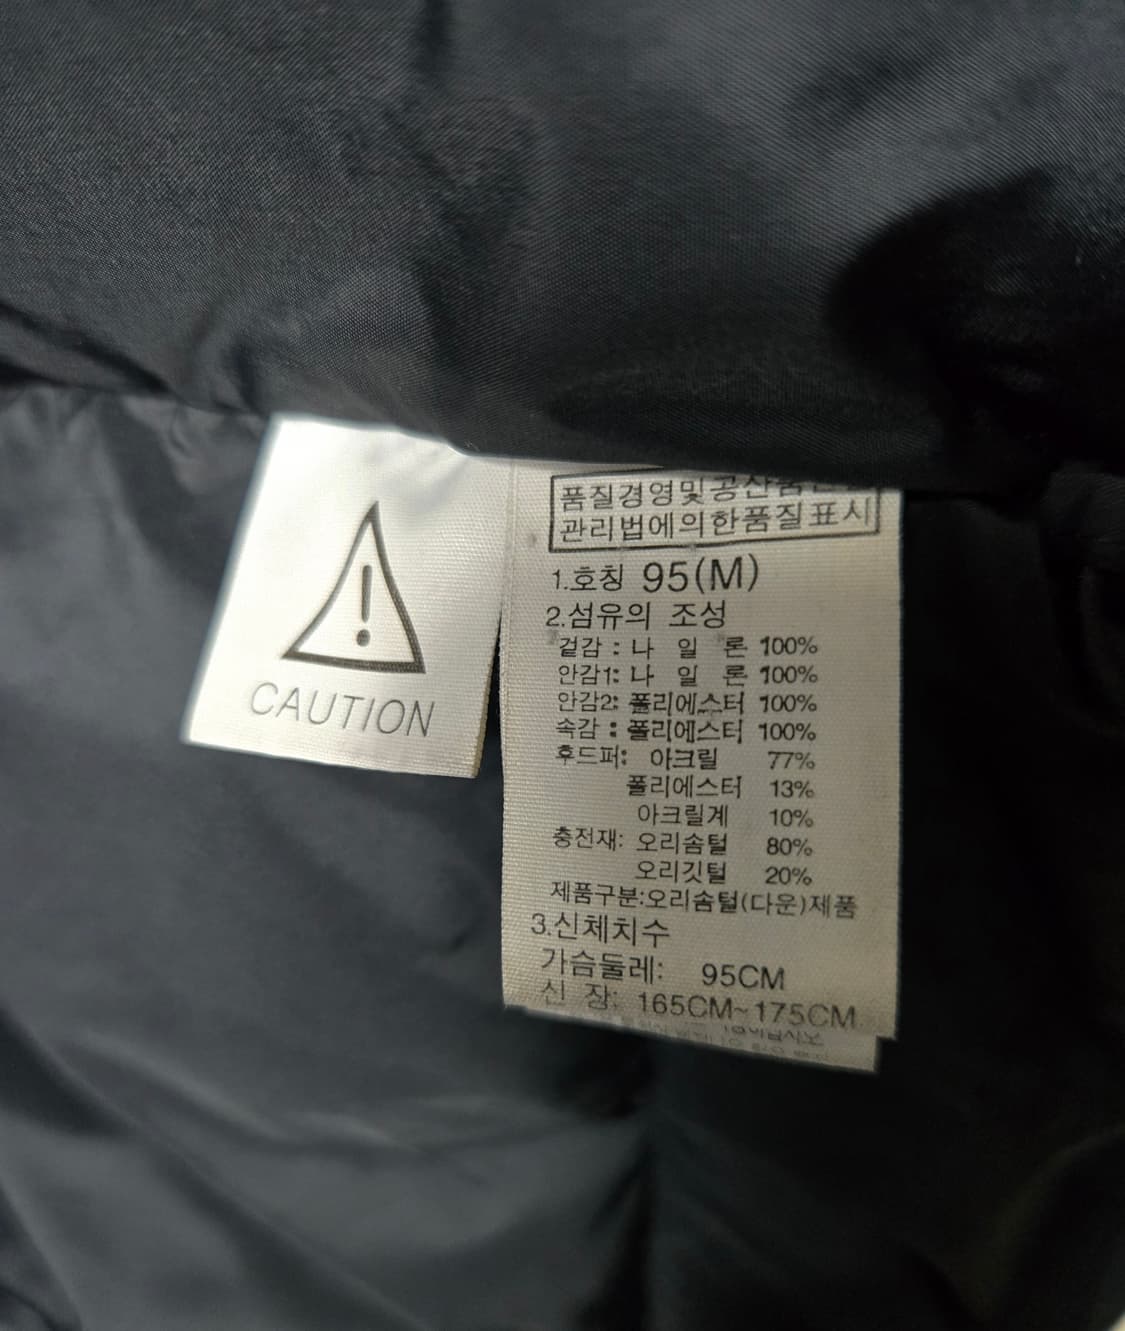 CAUTION
품질경영및공산품안전
관리법에의한품질표시
1.호칭 95(M)
2.섬유의 조성
겉감 : 나 일 론 100%
안감1: 나 일 론 100%
안감2: 폴리에스터 100%
속감 : 폴리에스터 100%
후드퍼: 아크릴 77%
폴리에스터 13%
아크릴계 10%
충전재: 오리솜털 80%
오리깃털 20%
제품구분:오리솜털(다운)제품
3.신체치수
가슴둘레: 95CM
신 장: 165CM~175CM